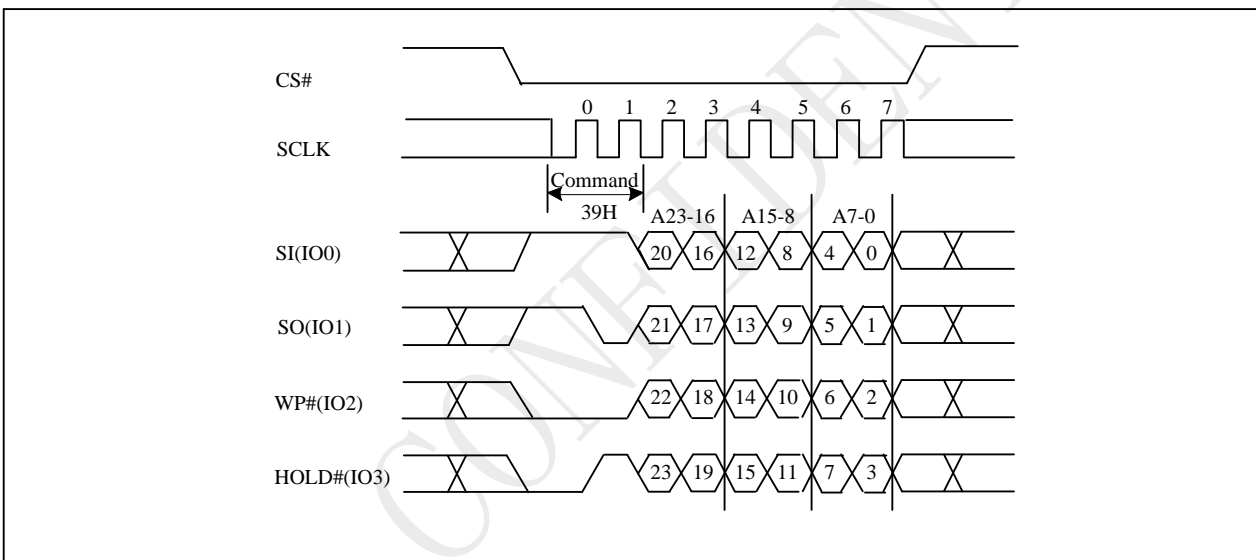 CONFIDEN
CS#
0 1 2 3 4 5 6 7
SCLK
Command
39H
A23-16 A15-8 A7-0
SI(IO0) 20 16 12 8 4 0
SO(IO1) 21 17 13 9 5 1
WP#(IO2) 22 18 14 10 6 2
HOLD#(IO3) 23 19 15 11 7 3